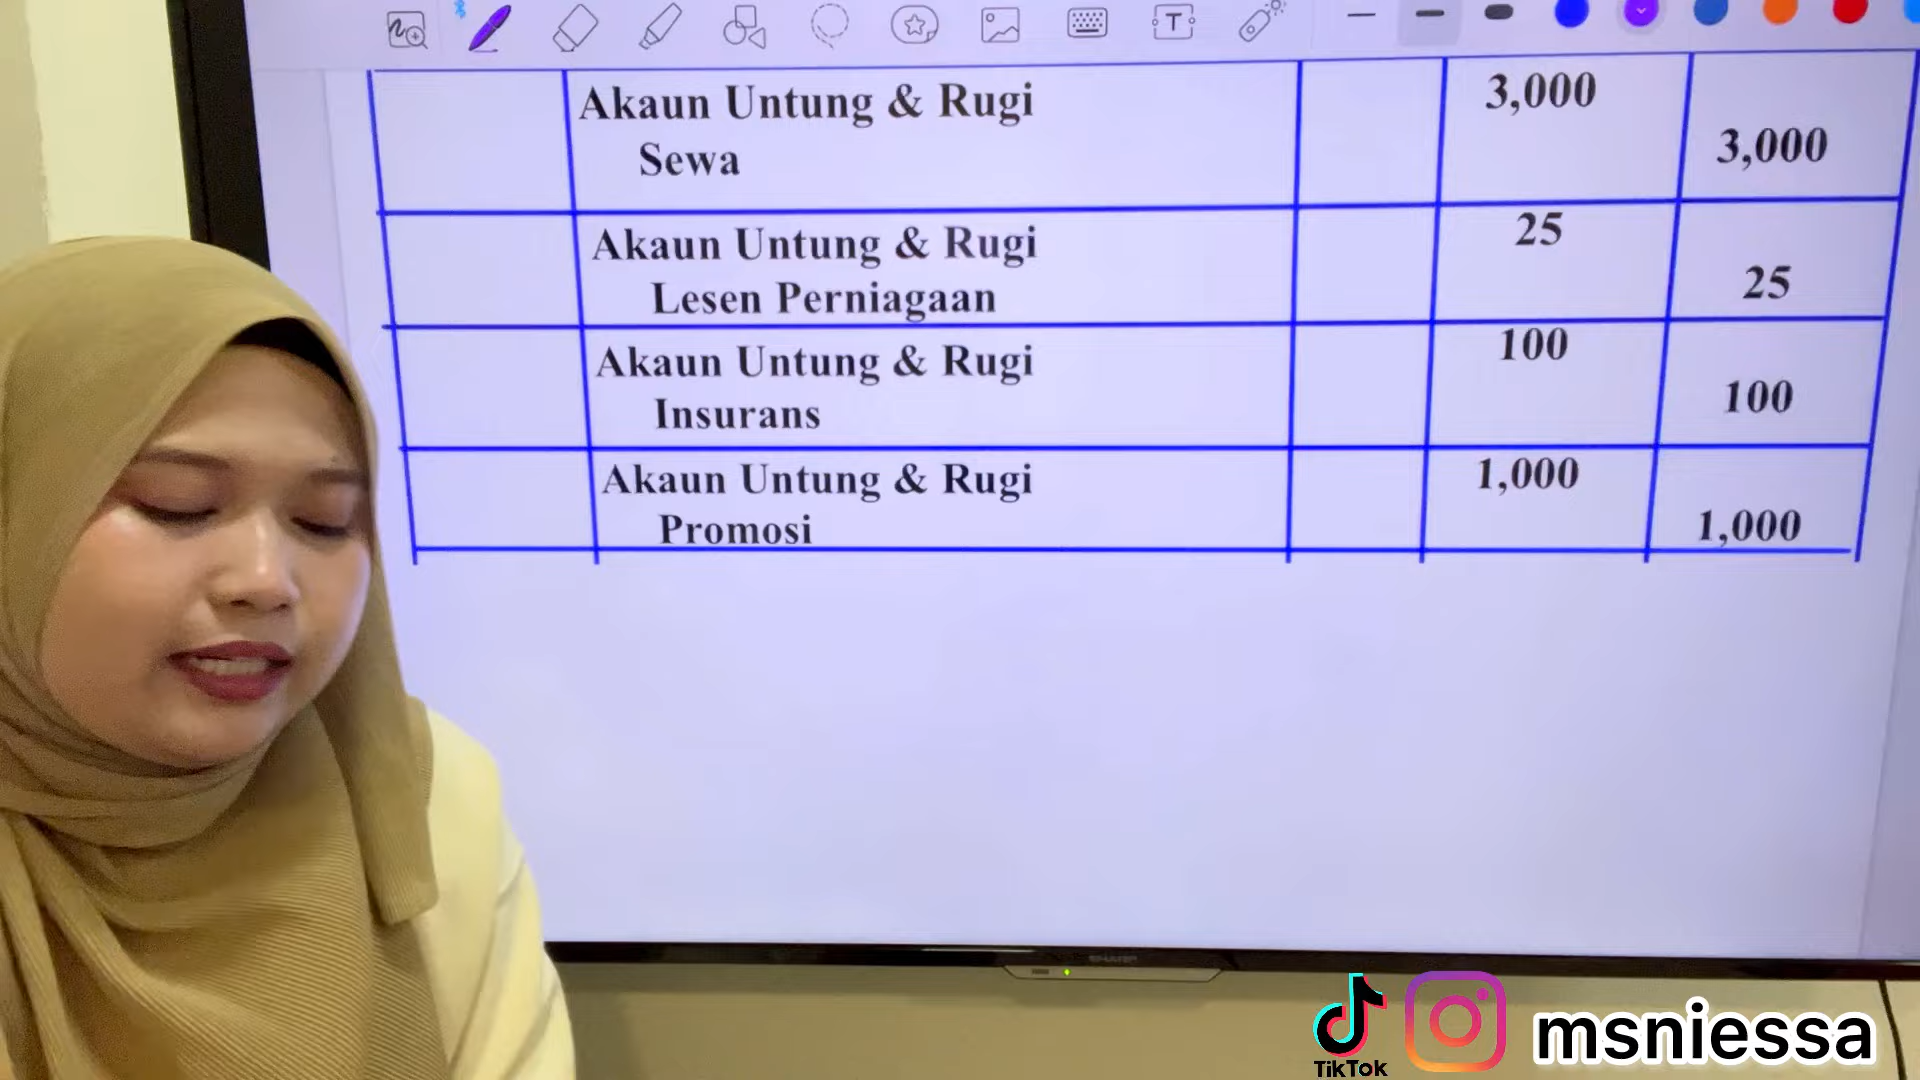 T
Akaun Untung & Rugi 3,000
Sewa 3,000
Akaun Untung & Rugi 25
Lesen Perniagaan 25
Akaun Untung & Rugi 100
Insurans 100
Akaun Untung & Rugi 1,000
Promosi 1,000
TikTok
msniessa